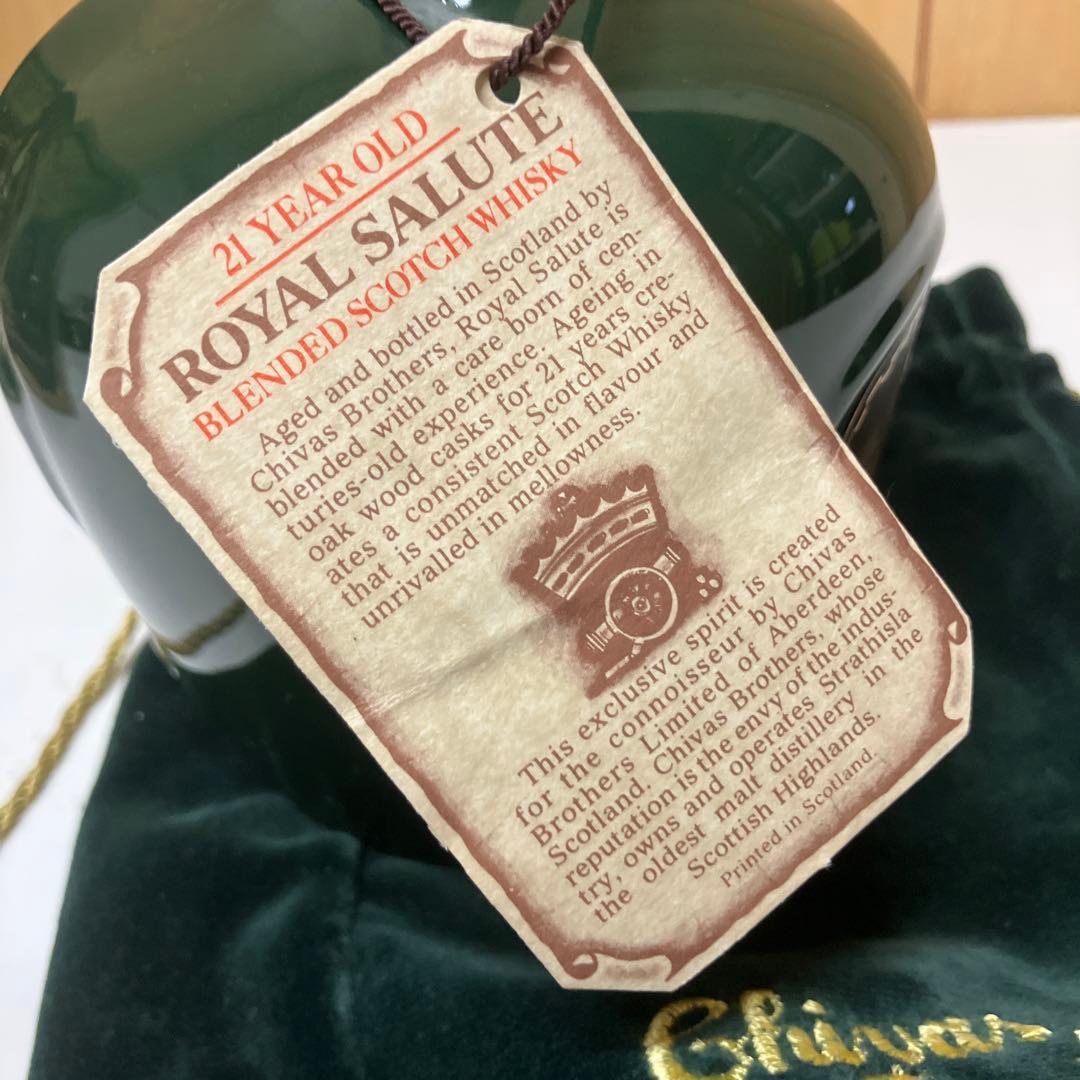 21 YEAR OLD
ROYAL SALUTE
BLENDED SCOTCH WHISKY
Aged and bottled in Scotland by
Chivas Brothers, Royal Salute is
blended with a care born of cen-
turies-old experience. Ageing in
oak wood casks for 21 years cre-
ates a consistent Scotch Whisky
that is unmatched in flavour and
unrivalled in mellowness.
This exclusive spirit is created
for the connoisseur by Chivas
Brothers Limited of Aberdeen,
Scotland. Chivas Brothers, whose
reputation is the envy of the indus-
try, owns and operates Strathisla
the oldest malt distillery in the
Scottish Highlands.
Printed in Scotland.
Chivas